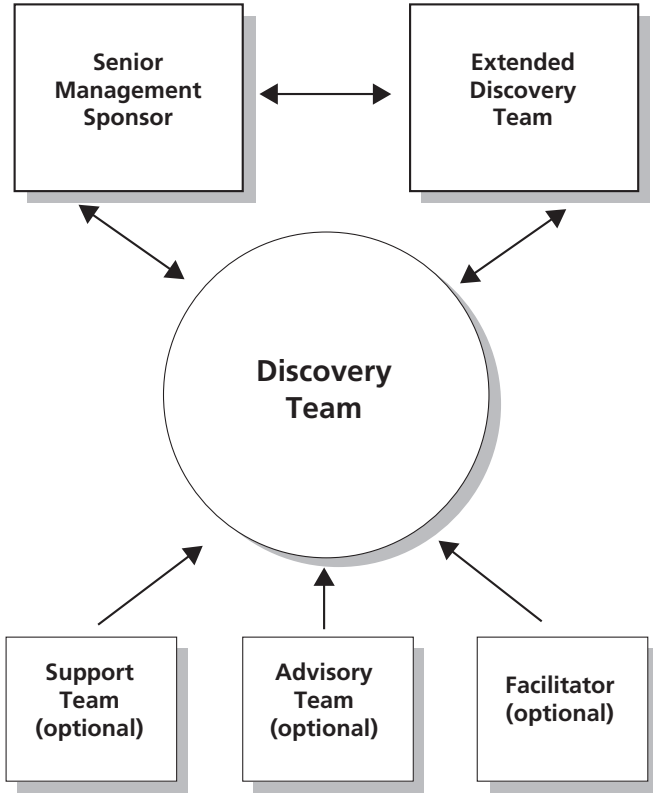 Senior
Management
Sponsor
Extended
Discovery
Team
Discovery
Team
Support
Team
(optional)
Advisory
Team
(optional)
Facilitator
(optional)